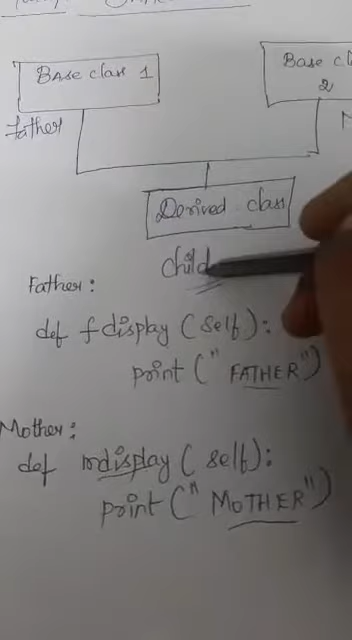 Base class 1
Base
2
Father
M
Derived class
Child
Father:
def fdisplay (self):
print (" FATHER")
Mother:
def mdisplay ( self):
print (" MOTHER")